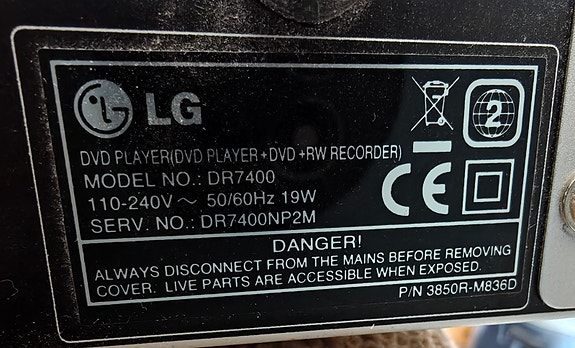 LG
2
DVD PLAYER(DVD PLAYER+DVD +RW RECORDER)
MODEL NO.: DR7400
110-240V ~ 50/60Hz 19W
SERV. NO.: DR7400NP2M
CE
DANGER!
ALWAYS DISCONNECT FROM THE MAINS BEFORE REMOVING
COVER. LIVE PARTS ARE ACCESSIBLE WHEN EXPOSED.
P/N 3850R-M836D